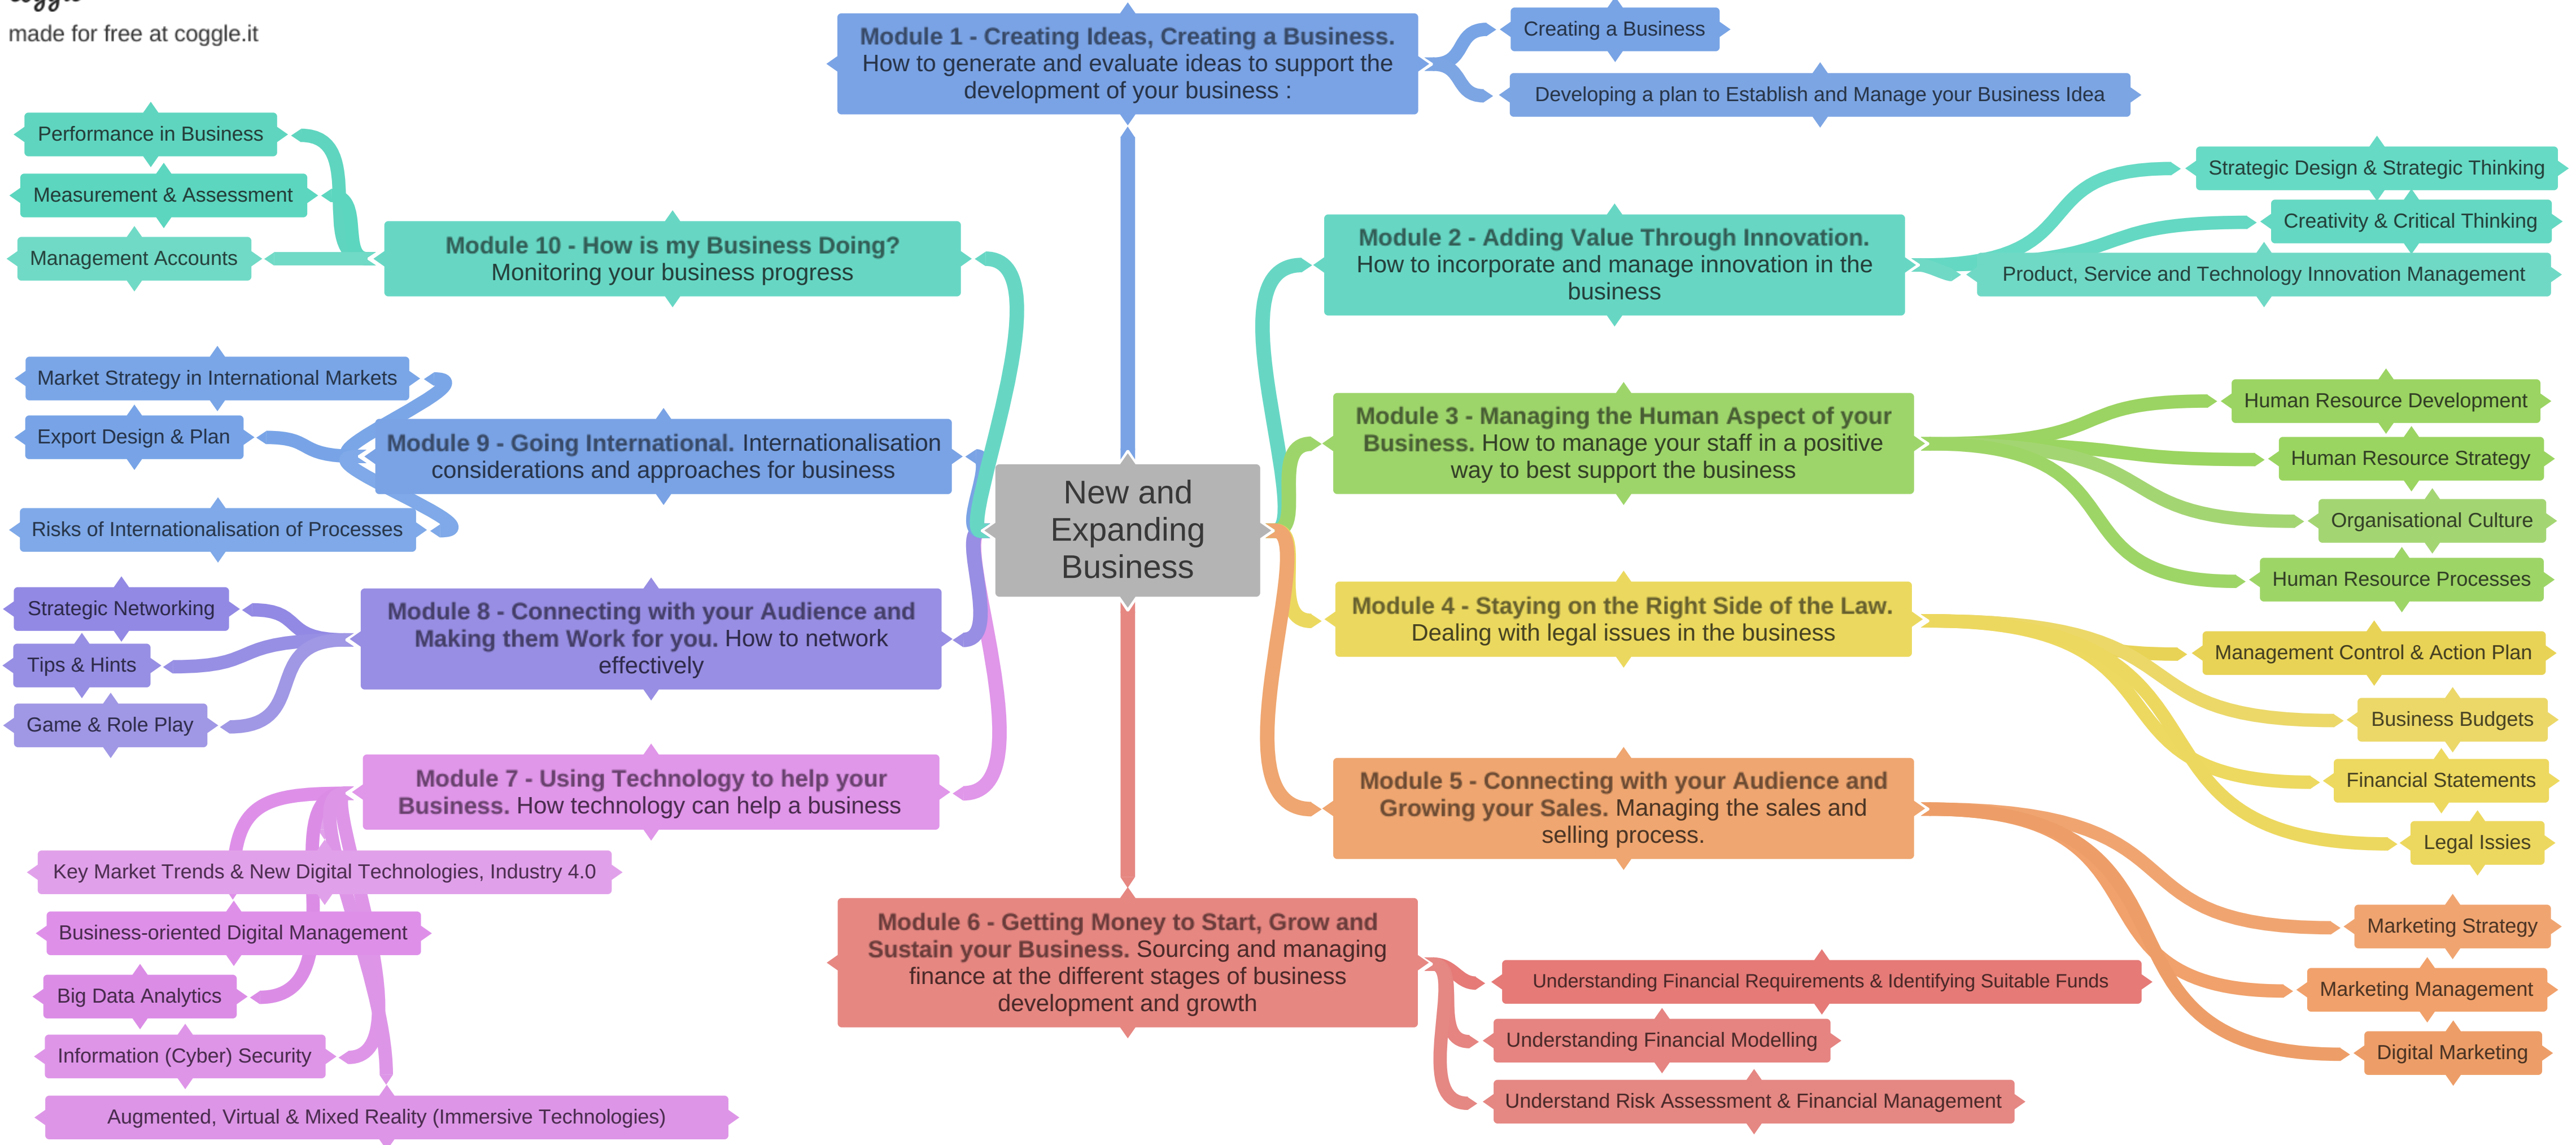 made for free at coggle.it
New and
Expanding
Business
Module 1 - Creating Ideas, Creating a Business.
How to generate and evaluate ideas to support the
development of your business :
Creating a Business
Developing a plan to Establish and Manage your Business Idea
Module 2 - Adding Value Through Innovation.
How to incorporate and manage innovation in the
business
Strategic Design & Strategic Thinking
Creativity & Critical Thinking
Product, Service and Technology Innovation Management
Module 3 - Managing the Human Aspect of your
Business. How to manage your staff in a positive
way to best support the business
Human Resource Development
Human Resource Strategy
Organisational Culture
Human Resource Processes
Module 4 - Staying on the Right Side of the Law.
Dealing with legal issues in the business
Management Control & Action Plan
Business Budgets
Financial Statements
Legal Issies
Module 5 - Connecting with your Audience and
Growing your Sales. Managing the sales and
selling process.
Marketing Strategy
Marketing Management
Digital Marketing
Module 6 - Getting Money to Start, Grow and
Sustain your Business. Sourcing and managing
finance at the different stages of business
development and growth
Understanding Financial Requirements & Identifying Suitable Funds
Understanding Financial Modelling
Understand Risk Assessment & Financial Management
Module 7 - Using Technology to help your
Business. How technology can help a business
Key Market Trends & New Digital Technologies, Industry 4.0
Business-oriented Digital Management
Big Data Analytics
Information (Cyber) Security
Augmented, Virtual & Mixed Reality (Immersive Technologies)
Module 8 - Connecting with your Audience and
Making them Work for you. How to network
effectively
Strategic Networking
Tips & Hints
Game & Role Play
Module 9 - Going International. Internationalisation
considerations and approaches for business
Market Strategy in International Markets
Export Design & Plan
Risks of Internationalisation of Processes
Module 10 - How is my Business Doing?
Monitoring your business progress
Performance in Business
Measurement & Assessment
Management Accounts